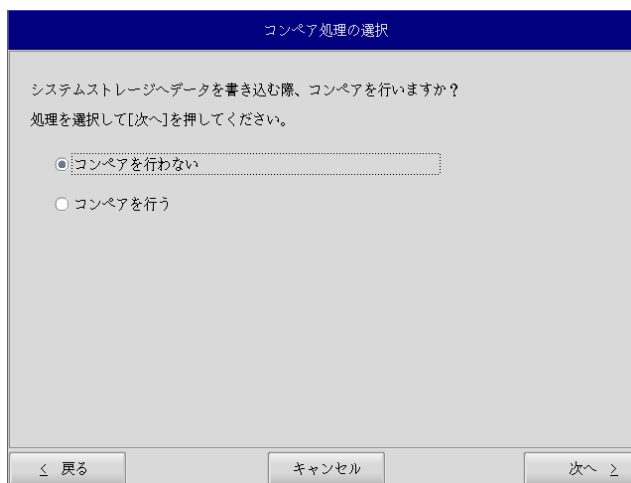 コンペア処理の選択
システムストレージへデータを書き込む際、コンペアを行いますか？
処理を選択して[次へ]を押してください。
コンペアを行わない
コンペアを行う
< 戻る
キャンセル
次へ >